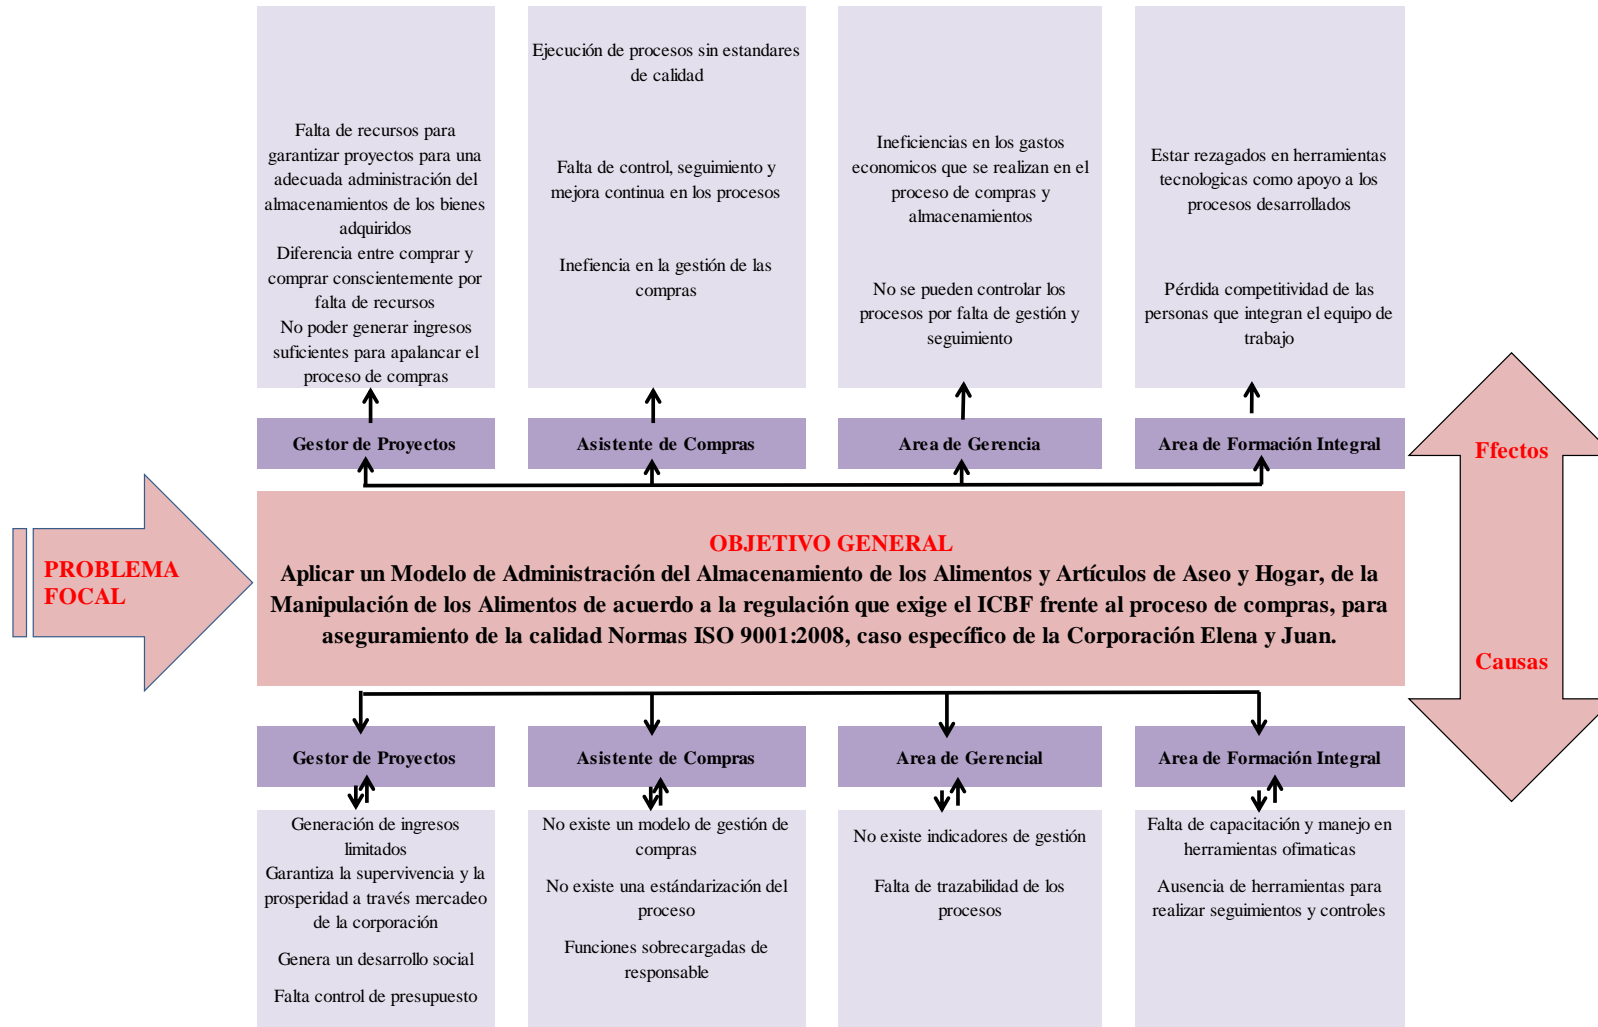 Falta de recursos para
garantizar proyectos para una
adecuada administración del
almacenamientos de los bienes
adquiridos
Diferencia entre comprar y
comprar conscientemente por
falta de recursos
No poder generar ingresos
suficientes para apalancar el
proceso de compras
Ejecución de procesos sin estandares
de calidad
Falta de control, seguimiento y
mejora continua en los procesos
Inefiencia en la gestión de las
compras
Ineficiencias en los gastos
economicos que se realizan en el
proceso de compras y
almacenamientos
No se pueden controlar los
procesos por falta de gestión y
seguimiento
Estar rezagados en herramientas
tecnologicas como apoyo a los
procesos desarrollados
Pérdida competitividad de las
personas que integran el equipo de
trabajo
Gestor de Proyectos
Asistente de Compras
Area de Gerencia
Area de Formación Integral
Ffectos
PROBLEMA
FOCAL
OBJETIVO GENERAL
Aplicar un Modelo de Administración del Almacenamiento de los Alimentos y Artículos de Aseo y Hogar, de la
Manipulación de los Alimentos de acuerdo a la regulación que exige el ICBF frente al proceso de compras, para
aseguramiento de la calidad Normas ISO 9001:2008, caso específico de la Corporación Elena y Juan.
Causas
Gestor de Proyectos
Asistente de Compras
Area de Gerencial
Area de Formación Integral
Generación de ingresos
limitados
Garantiza la supervivencia y la
prosperidad a través mercadeo
de la corporación
Genera un desarrollo social
Falta control de presupuesto
No existe un modelo de gestión de
compras
No existe una estándarización del
proceso
Funciones sobrecargadas de
responsable
No existe indicadores de gestión
Falta de trazabilidad de los
procesos
Falta de capacitación y manejo en
herramientas ofimaticas
Ausencia de herramientas para
realizar seguimientos y controles